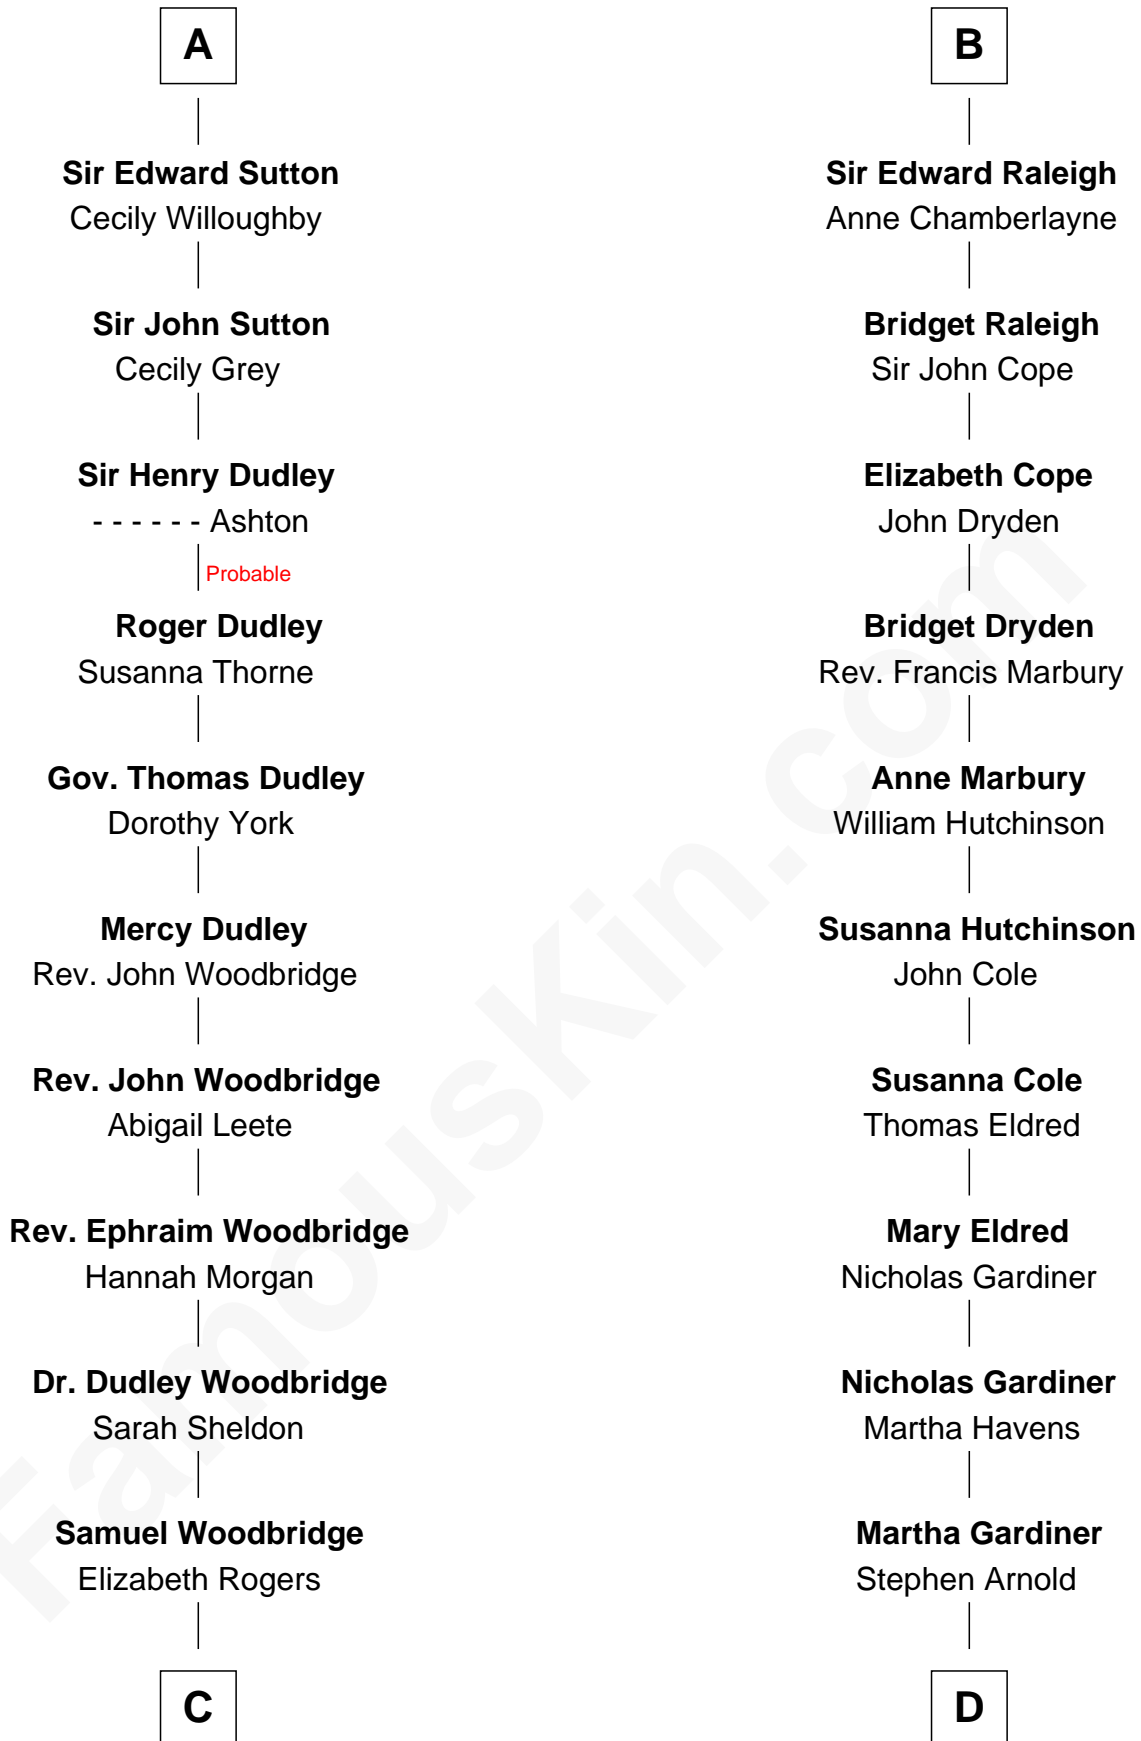 A
Sir Edward Sutton
Cecily Willoughby
Sir John Sutton
Cecily Grey
Sir Henry Dudley
- - - - - - Ashton
Probable
Roger Dudley
Susanna Thorne
Gov. Thomas Dudley
Dorothy York
Mercy Dudley
Rev. John Woodbridge
Rev. John Woodbridge
Abigail Leete
Rev. Ephraim Woodbridge
Hannah Morgan
Dr. Dudley Woodbridge
Sarah Sheldon
Samuel Woodbridge
Elizabeth Rogers
C
B
Sir Edward Raleigh
Anne Chamberlayne
Bridget Raleigh
Sir John Cope
Elizabeth Cope
John Dryden
Bridget Dryden
Rev. Francis Marbury
Anne Marbury
William Hutchinson
Susanna Hutchinson
John Cole
Susanna Cole
Thomas Eldred
Mary Eldred
Nicholas Gardiner
Nicholas Gardiner
Martha Havens
Martha Gardiner
Stephen Arnold
D
FamousKin.com